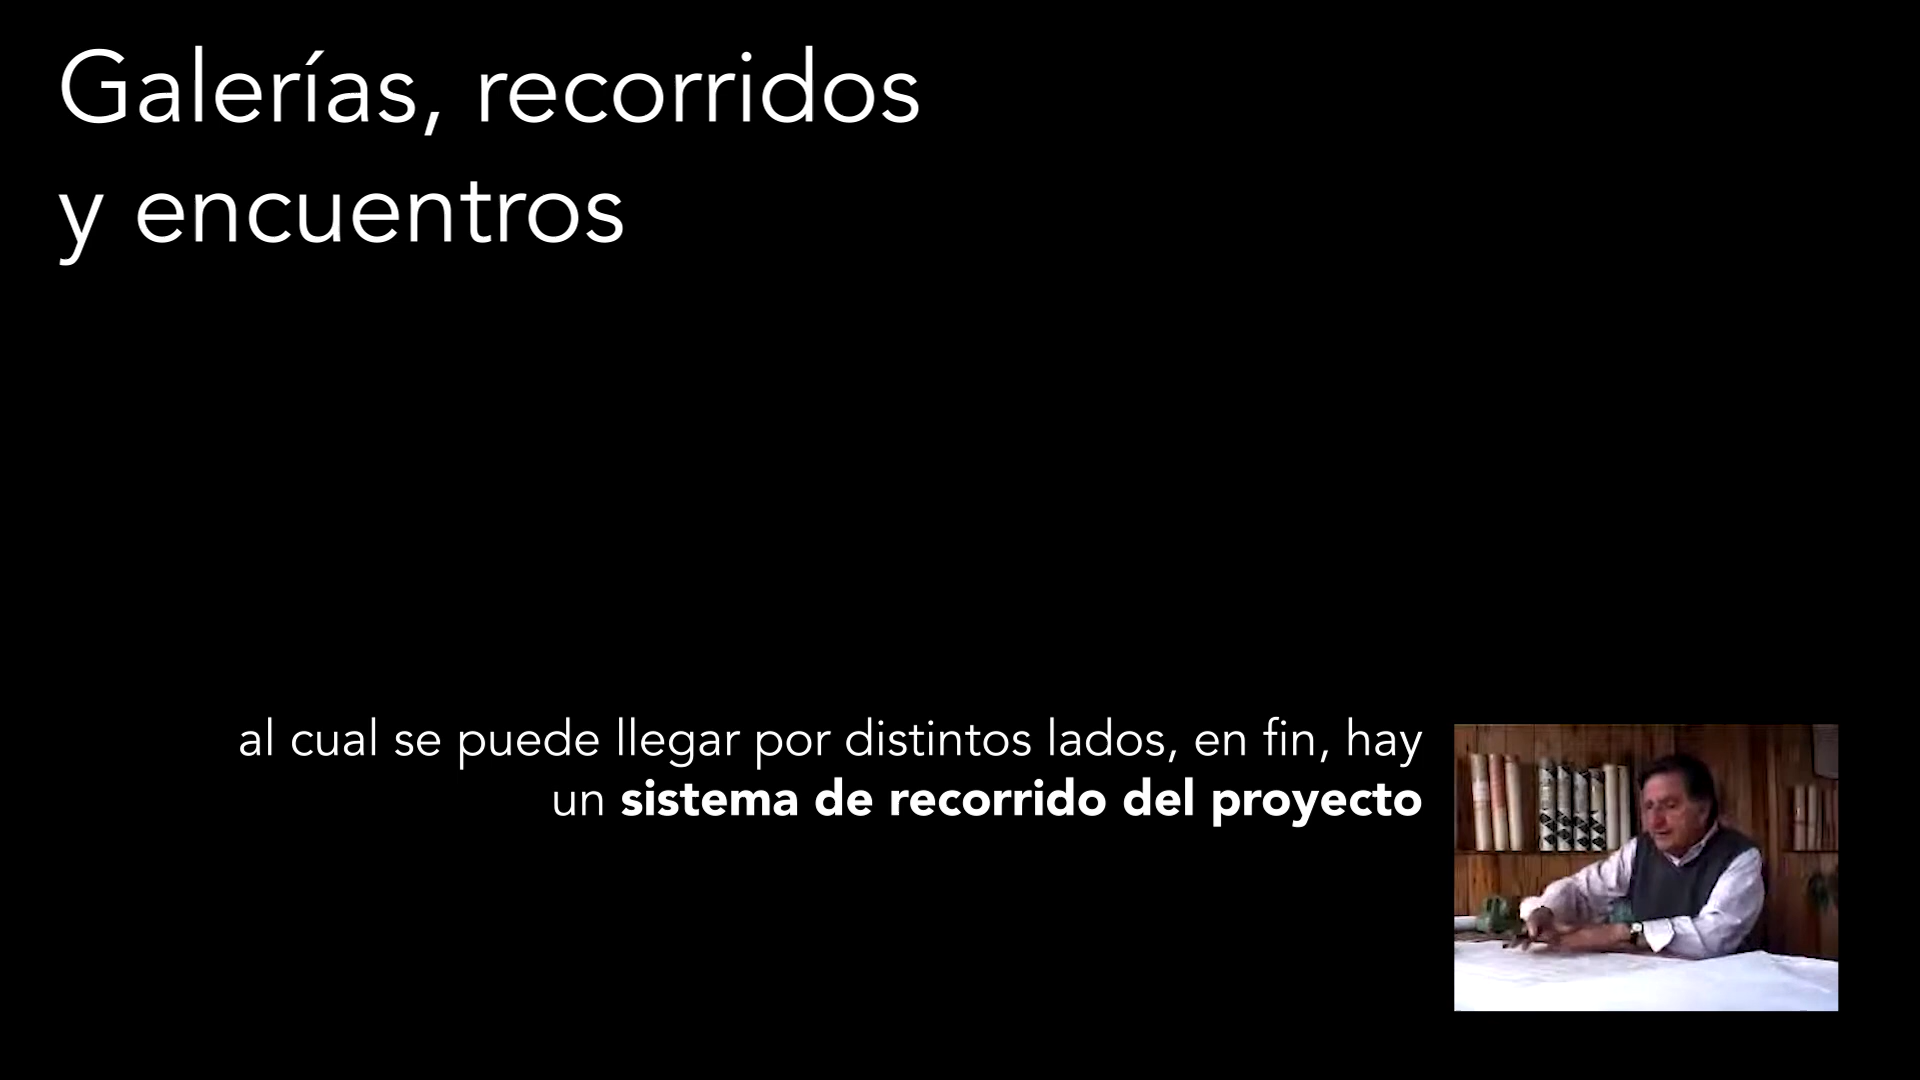 Galerías, recorridos
y encuentros
al cual se puede llegar por distintos lados, en fin, hay
un sistema de recorrido del proyecto